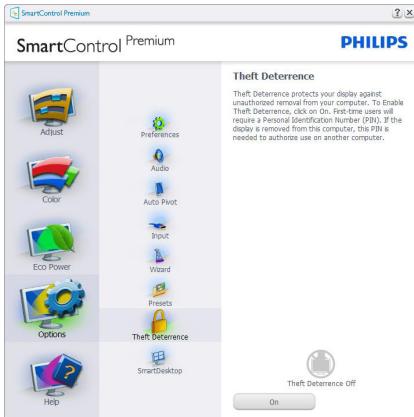 SmartControl Premium
SmartControl Premium
PHILIPS
Adjust
Color
Eco Power
Options
Help
Preferences
Audio
Auto Pivot
Input
Wizard
Presets
Theft Deterrence
SmartDesktop
Theft Deterrence
Theft Deterrence protects your display against
unauthorized removal from your computer. To Enable
Theft Deterrence, click on On. First-time users will
require a Personal Identification Number (PIN). If the
display is removed from this computer, this PIN is
needed to authorize use on another computer.
Theft Deterrence Off
On